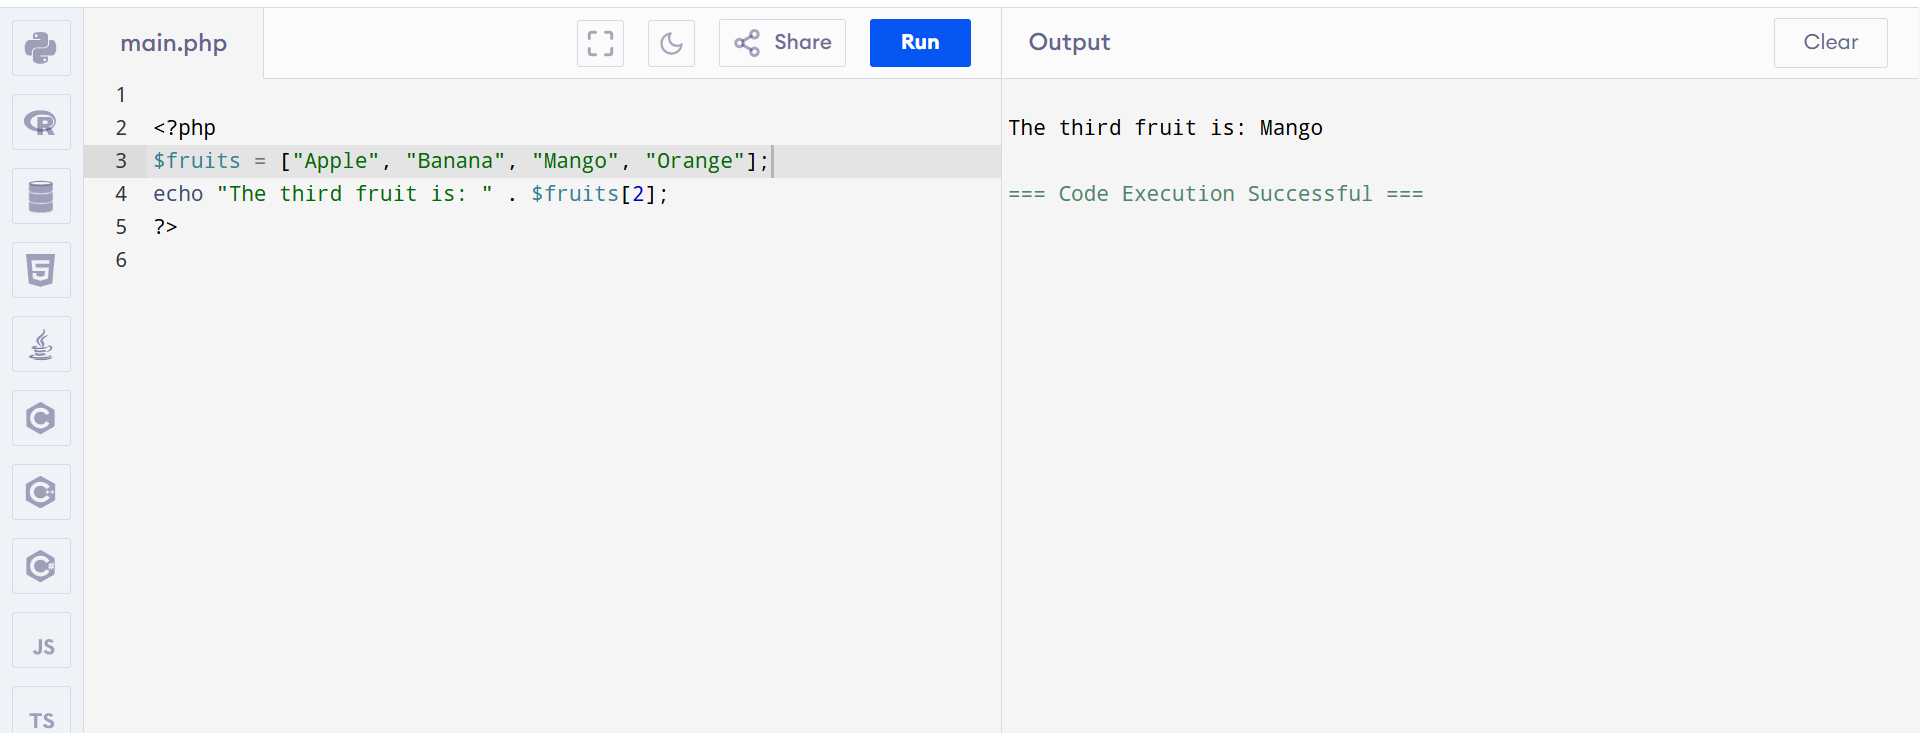 main.php
Share
Run
Output
Clear
1
2 <?php
3 $fruits = ["Apple", "Banana", "Mango", "Orange"];
4 echo "The third fruit is: " . $fruits[2];
5 ?>
6
The third fruit is: Mango
=== Code Execution Successful ===
R
5
C
C++
C#
JS
TS